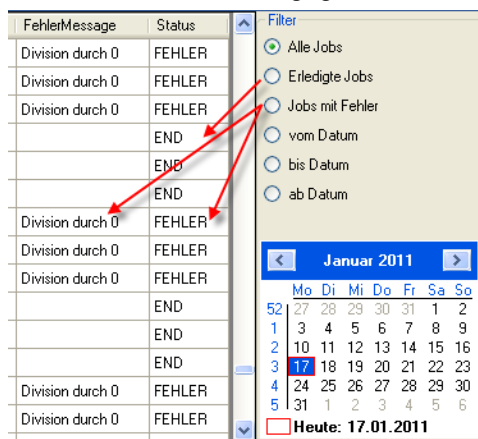 FehlerMessage Status
Division durch 0 FEHLER
Division durch 0 FEHLER
Division durch 0 FEHLER
END
END
END
Division durch 0 FEHLER
Division durch 0 FEHLER
Division durch 0 FEHLER
END
END
END
Division durch 0 FEHLER
Division durch 0 FEHLER
Filter
Alle Jobs
Erledigte Jobs
Jobs mit Fehler
vom Datum
bis Datum
ab Datum
Januar 2011
Mo Di Mi Do Fr Sa So
52 27 28 29 30 31 1 2
1 3 4 5 6 7 8 9
2 10 11 12 13 14 15 16
3 17 18 19 20 21 22 23
4 24 25 26 27 28 29 30
5 31 1 2 3 4 5 6
Heute: 17.01.2011